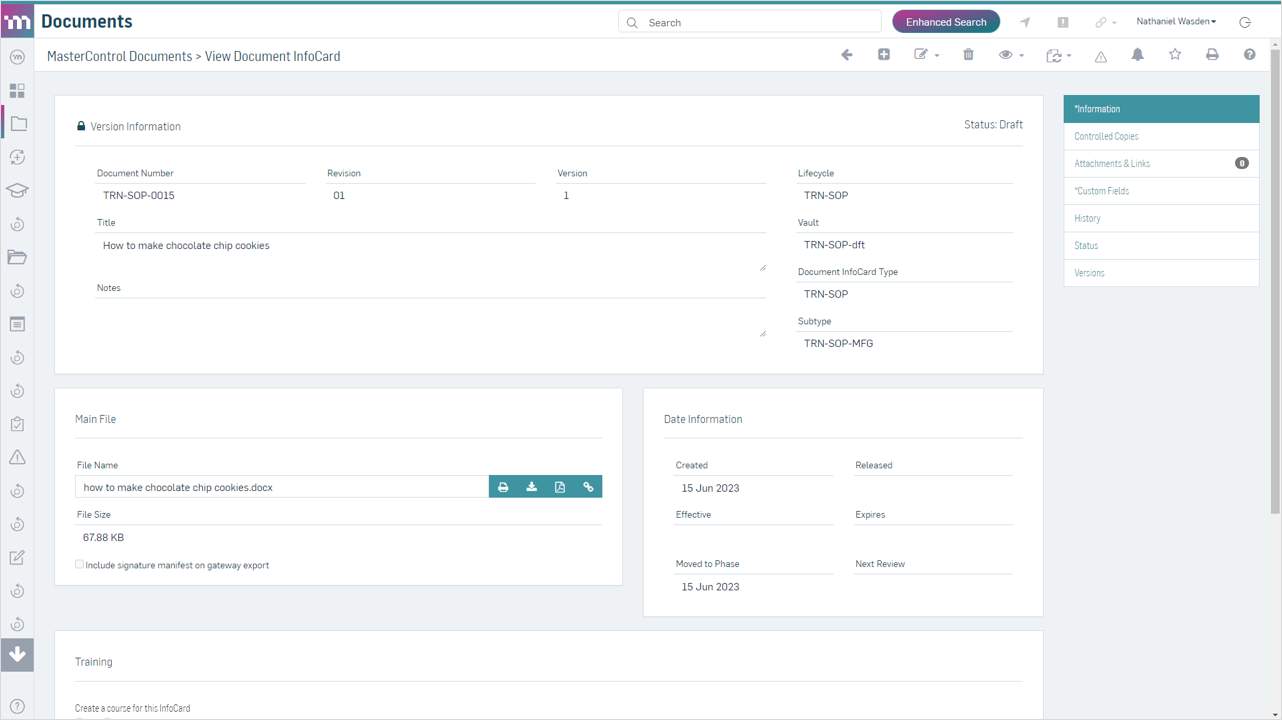 Documents
Search
Enhanced Search
Nathaniel Wasden
MasterControl Documents > View Document InfoCard
Version Information
Status: Draft
Document Number
Revision
Version
Lifecycle
TRN-SOP-0015
01
1
TRN-SOP
Title
Vault
How to make chocolate chip cookies
TRN-SOP-dft
Document InfoCard Type
Notes
TRN-SOP
Subtype
TRN-SOP-MFG
*Information
Controlled Copies
Attachments & Links
0
*Custom Fields
History
Status
Versions
Main File
File Name
how to make chocolate chip cookies.docx
File Size
67.88 KB
Include signature manifest on gateway export
Date Information
Created
Released
15 Jun 2023
Effective
Expires
Moved to Phase
Next Review
15 Jun 2023
Training
Create a course for this InfoCard